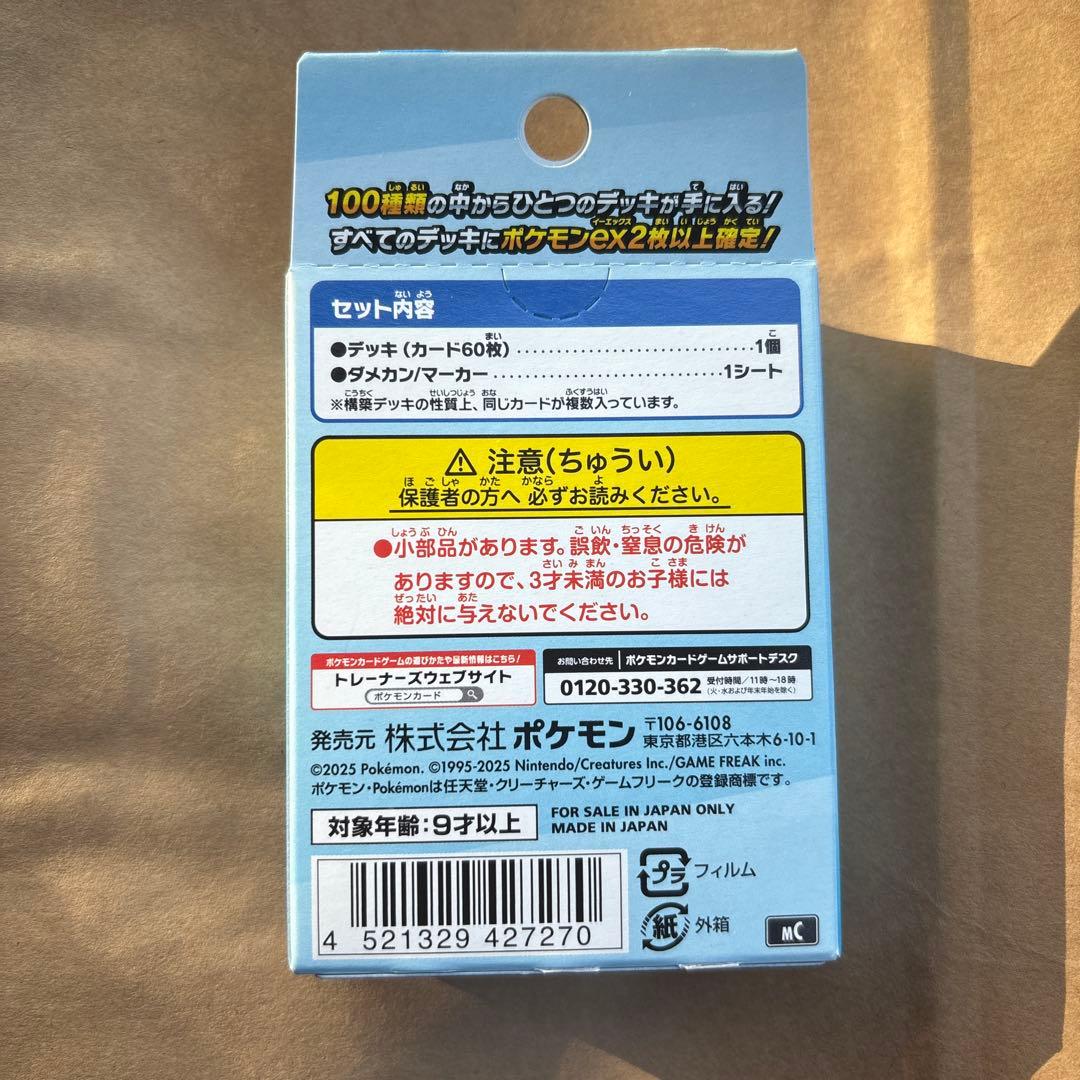 100種類の中からひとつのデッキが手に入る!
すべてのデッキにポケモンex2枚以上確定!
セット内容
●デッキ(カード60枚)..............................1個
●ダメカン/マーカー..............................1シート
※構築デッキの性質上、同じカードが複数入っています。
⚠ 注意(ちゅうい)
保護者の方へ 必ずお読みください。
●小部品があります。誤飲・窒息の危険が
ありますので、3才未満のお子様には
絶対に与えないでください。
ポケモンカードゲームの遊びかたや最新情報はこちら!
トレーナーズウェブサイト
ポケモンカード
お問い合わせ先 ポケモンカードゲームサポートデスク
0120-330-362 受付時間/11時~18時
(火・水および年末年始を除く)
発売元 株式会社 ポケモン 〒106-6108
東京都港区六本木6-10-1
©2025 Pokémon. ©1995-2025 Nintendo/Creatures Inc./GAME FREAK inc.
ポケモン・Pokémonは任天堂・クリーチャーズ・ゲームフリークの登録商標です。
対象年齢:9才以上
FOR SALE IN JAPAN ONLY
MADE IN JAPAN
4 521329 427270
プラ フィルム
紙 外箱
MC